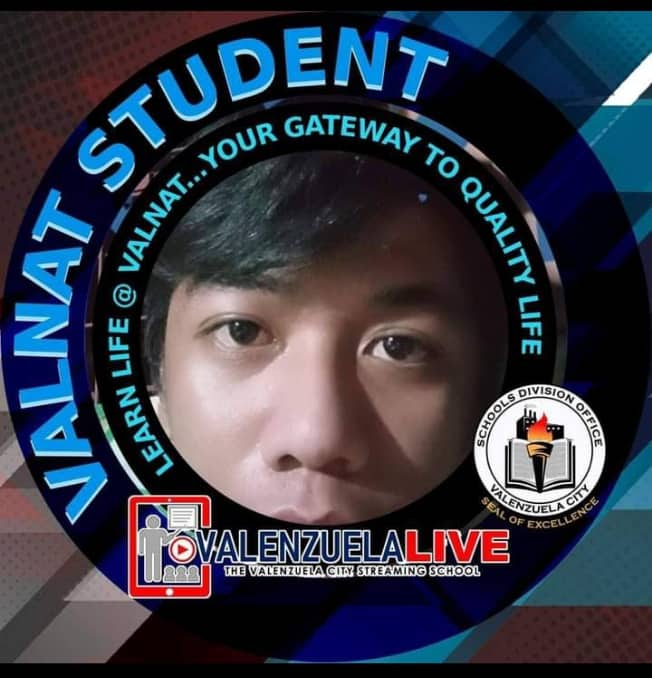 VALNAT STUDENT
LEARN LIFE @ VALNAT...YOUR GATEWAY TO QUALITY LIFE
SCHOOLS DIVISION OFFICE
VALENZUELA CITY
SEAL OF EXCELLENCE
VALENZUELALIVE
THE VALENZUELA CITY STREAMING SCHOOL